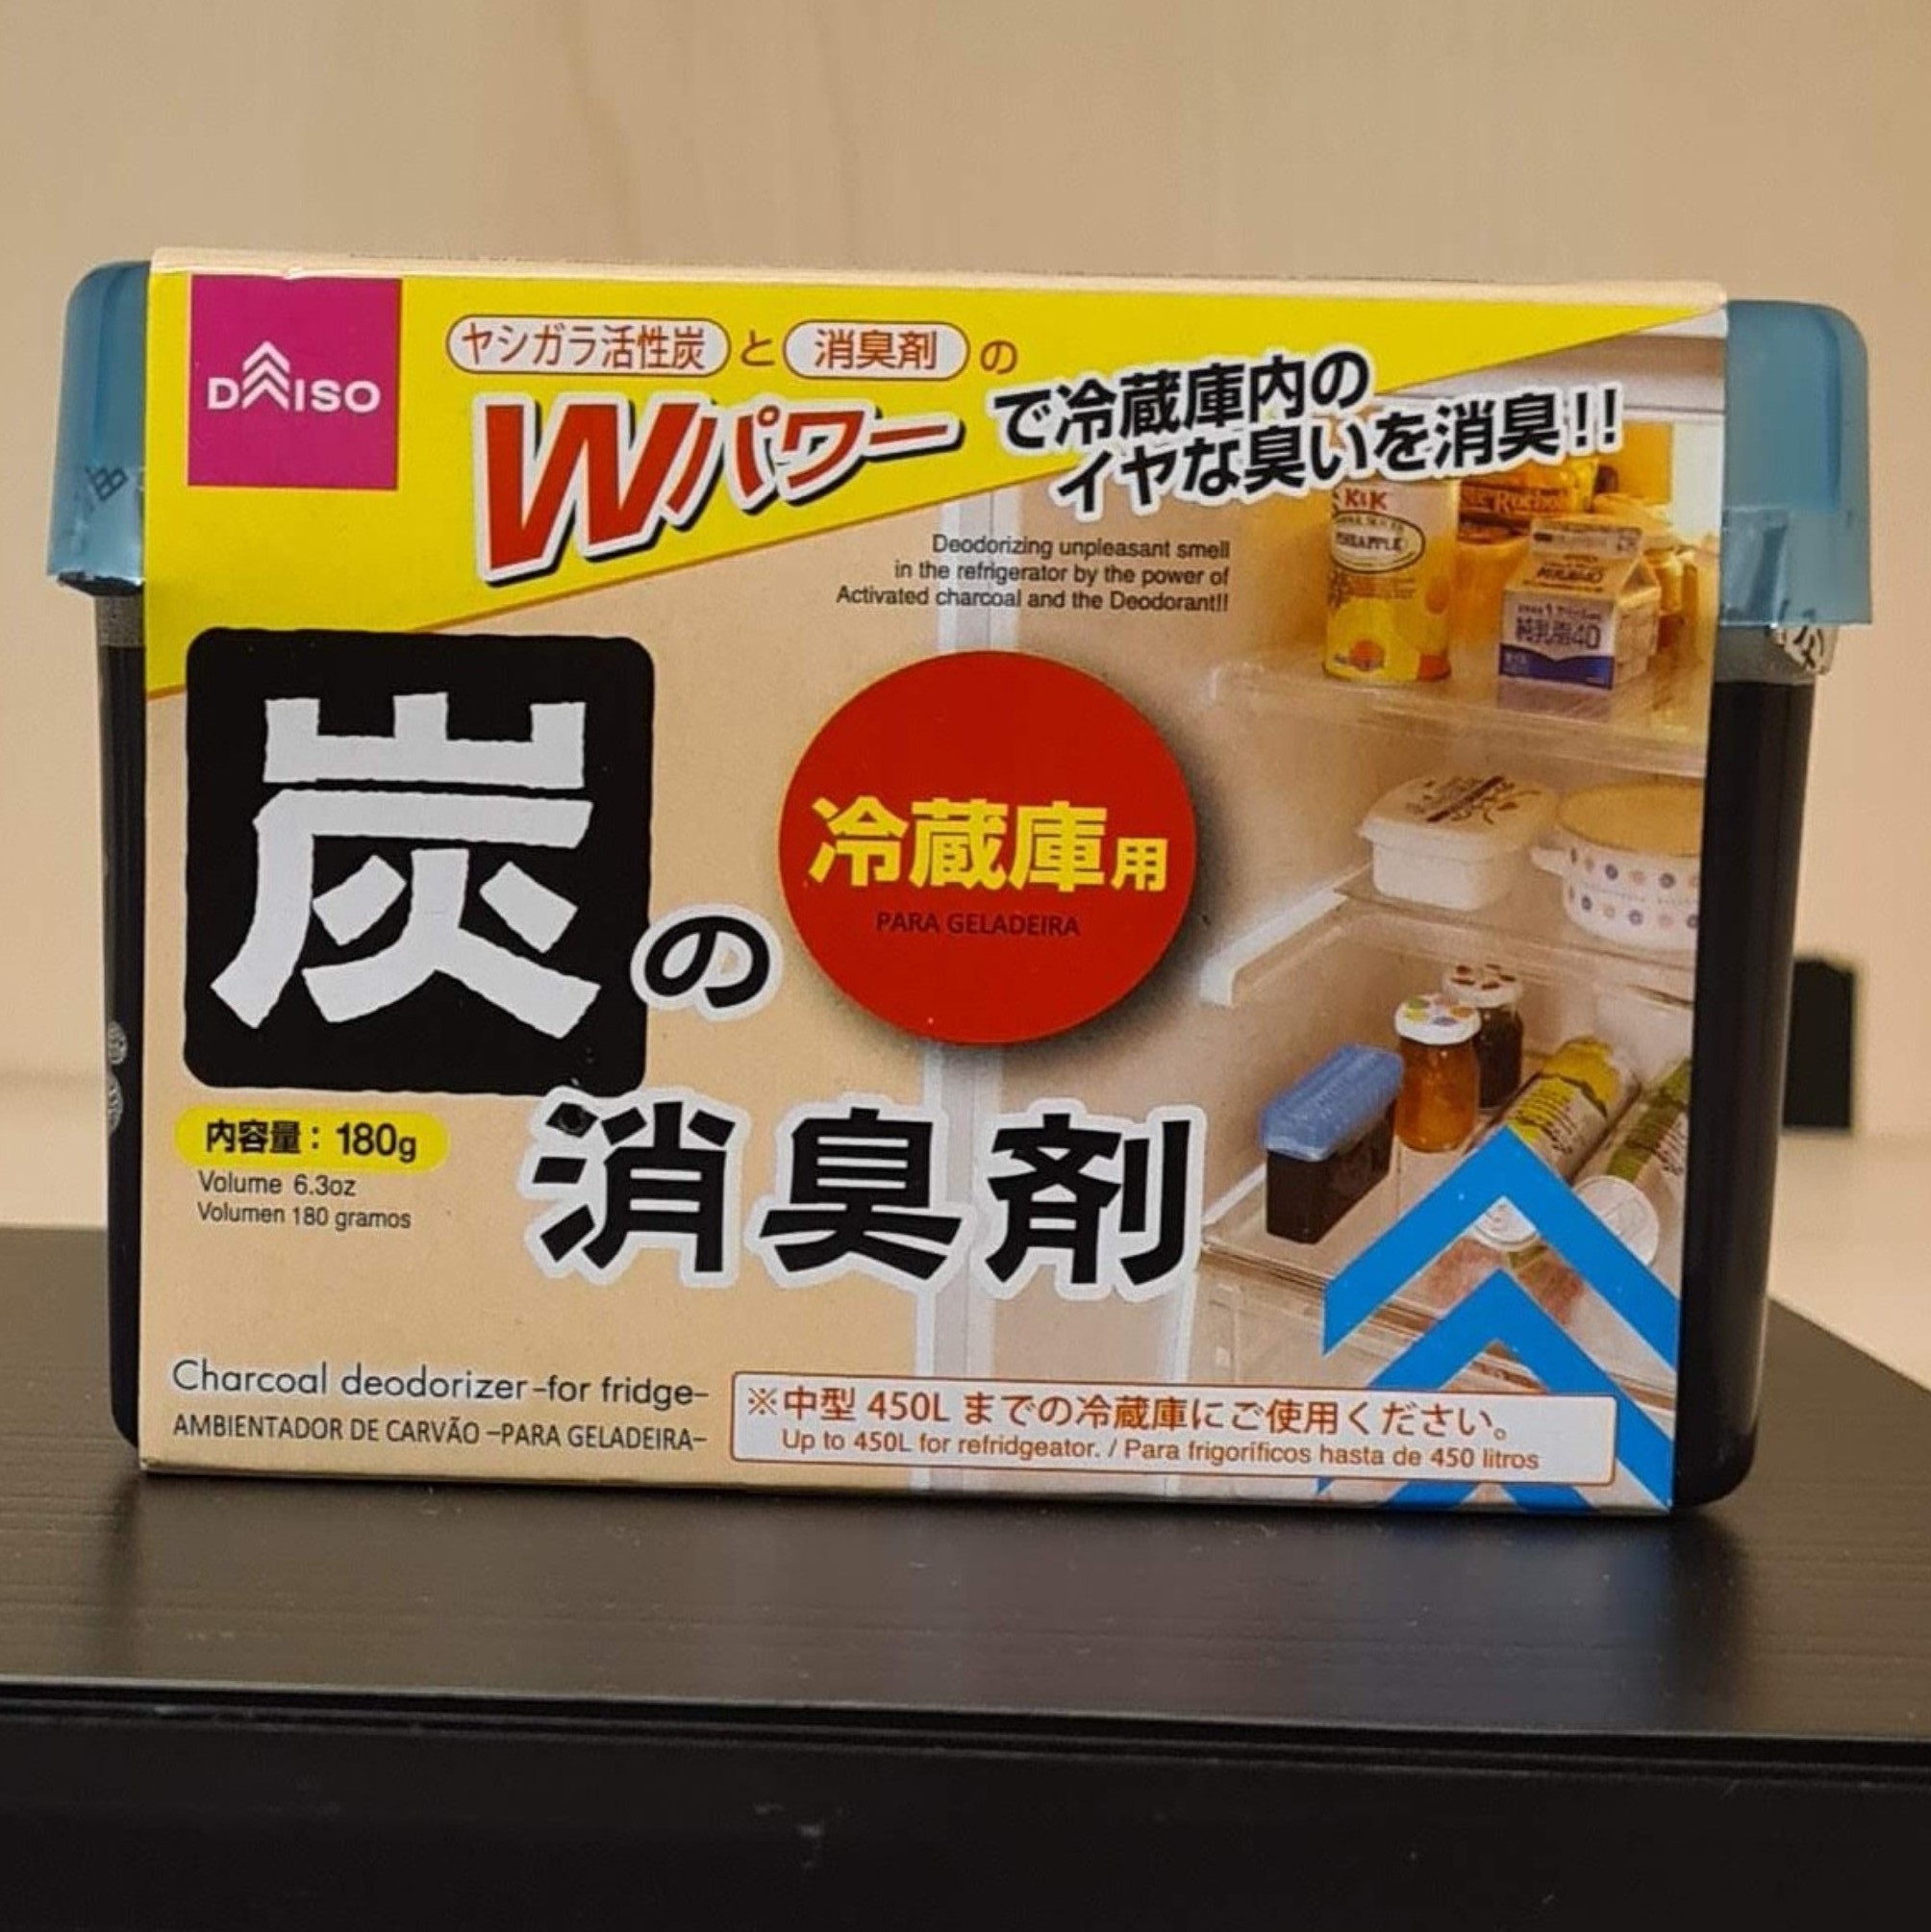 DAISO
ヤシガラ活性炭と消臭剤の
Wパワーで冷蔵庫内の
イヤな臭いを消臭!!
Deodorizing unpleasant smell
in the refrigerator by the power of
Activated charcoal and the Deodorant!!
炭の
冷蔵庫用
PARA GELADEIRA
消臭剤
内容量：180g
Volume 6.3oz
Volumen 180 gramos
Charcoal deodorizer -for fridge-
AMBIENTADOR DE CARVÃO -PARA GELADEIRA-
※中型 450L までの冷蔵庫にご使用ください。
Up to 450L for refridgeator. / Para frigoríficos hasta de 450 litros
KIK
PINEAPPLE